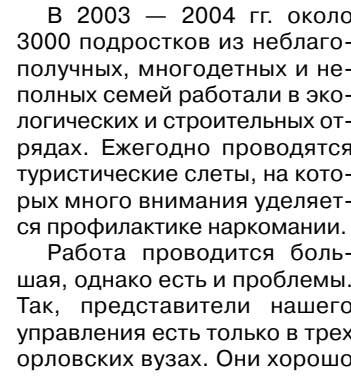 В 2003 — 2004 гг. около
3000 подростков из неблаго-
получных, многодетных и не-
полных семей работали в эко-
логических и строительных от-
рядах. Ежегодно проводятся
туристические слеты, на кото-
рых много внимания уделяет-
ся профилактике наркомании.
Работа проводится боль-
шая, однако есть и проблемы.
Так, представители нашего
управления есть только в трех
орловских вузах. Они хорошо